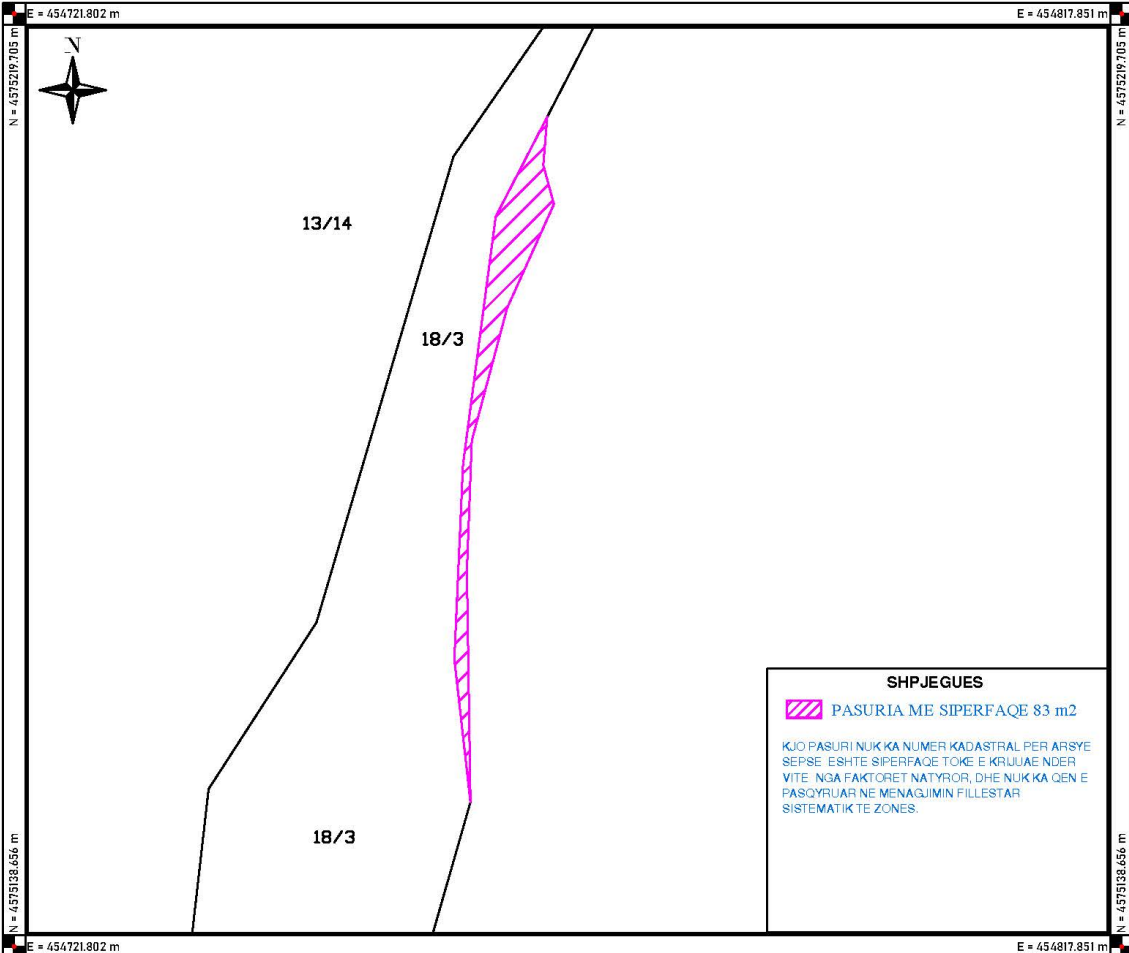 E = 454721.802 m
E = 454817.851 m
N = 4575219.705 m
N = 4575219.705 m
N
13/14
18/3
18/3
SHPJEGUES
PASURIA ME SIPERFAQE 83 m2
KJO PASURI NUK KA NUMER KADASTRAL PER ARSYE
SEPSE ESHTE SIPERFAQE TOKE E KRIJUAE NDER
VITE NGA FAKTORET NATYROR, DHE NUK KA QEN E
PASQYRUAR NE MENAGJIMIN FILLESTAR
SISTEMATIK TE ZONES.
N = 4575138.656 m
N = 4575138.656 m
E = 454721.802 m
E = 454817.851 m